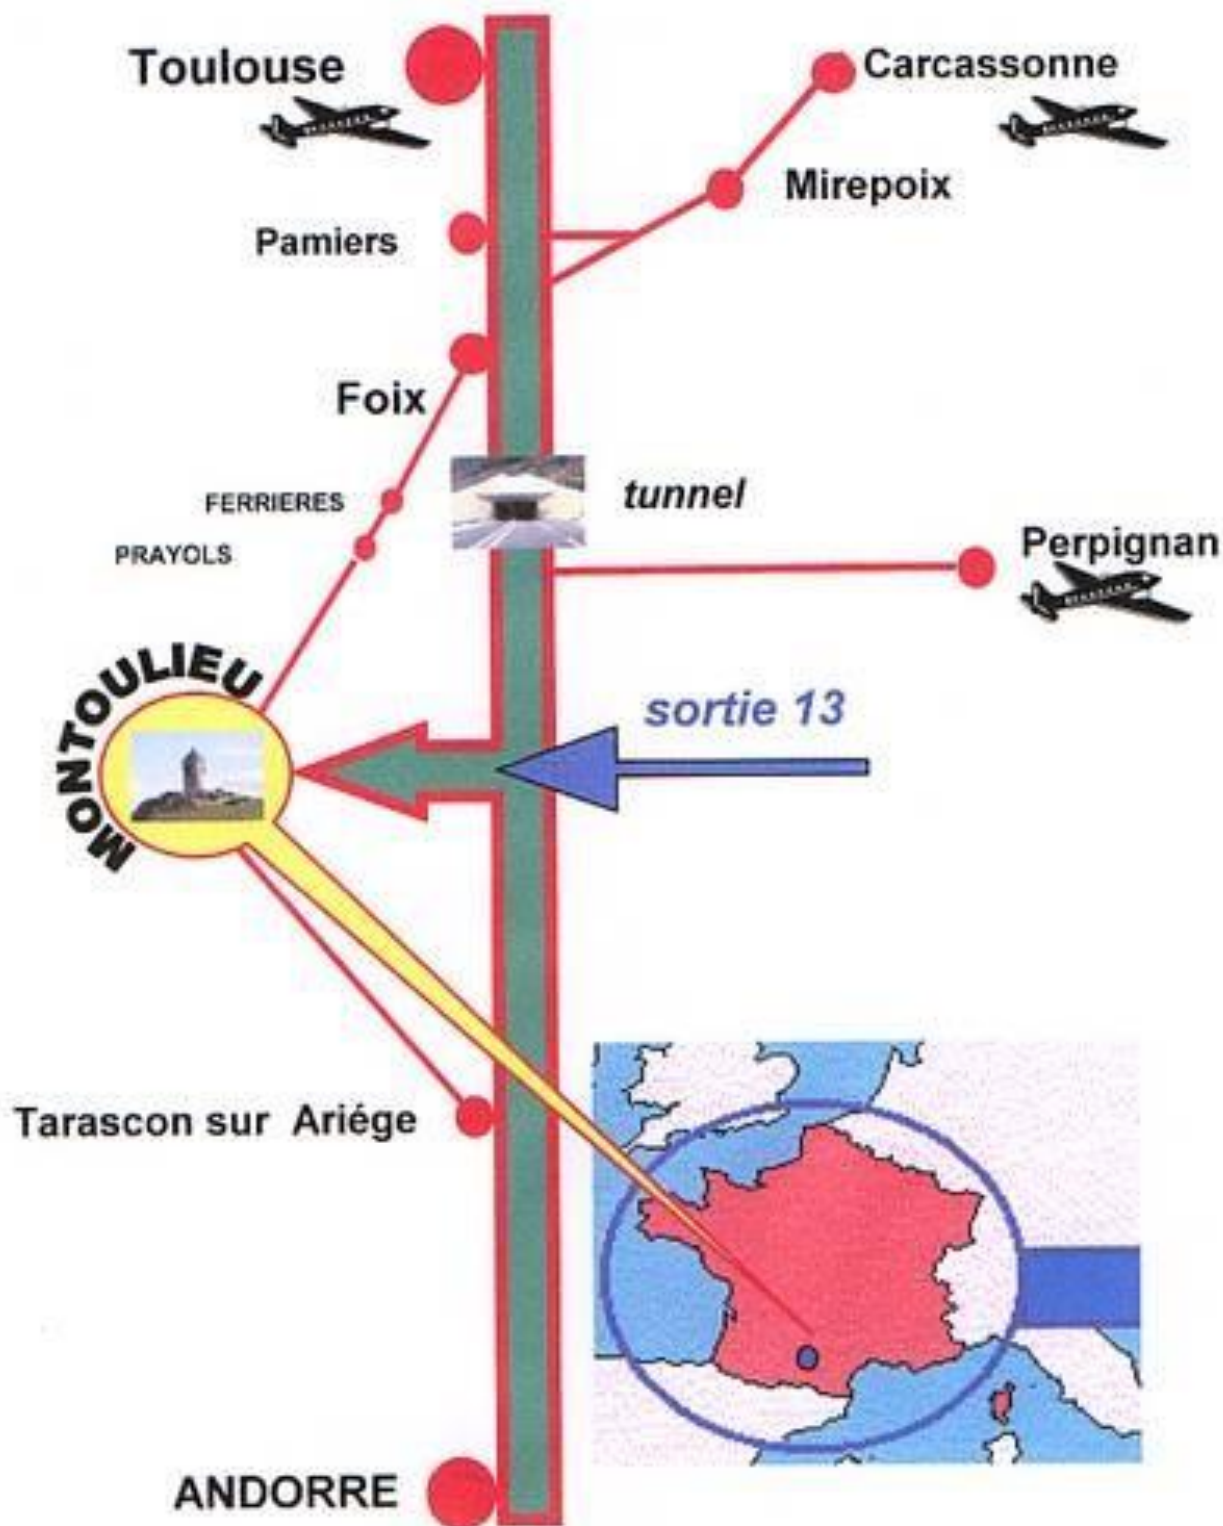 Toulouse
Carcassonne
Mirepoix
Pamiers
Foix
FERRIERES
tunnel
PRAYOLS
Perpignan
MONTOULIEU
sortie 13
Tarascon sur Ariége
ANDORRE